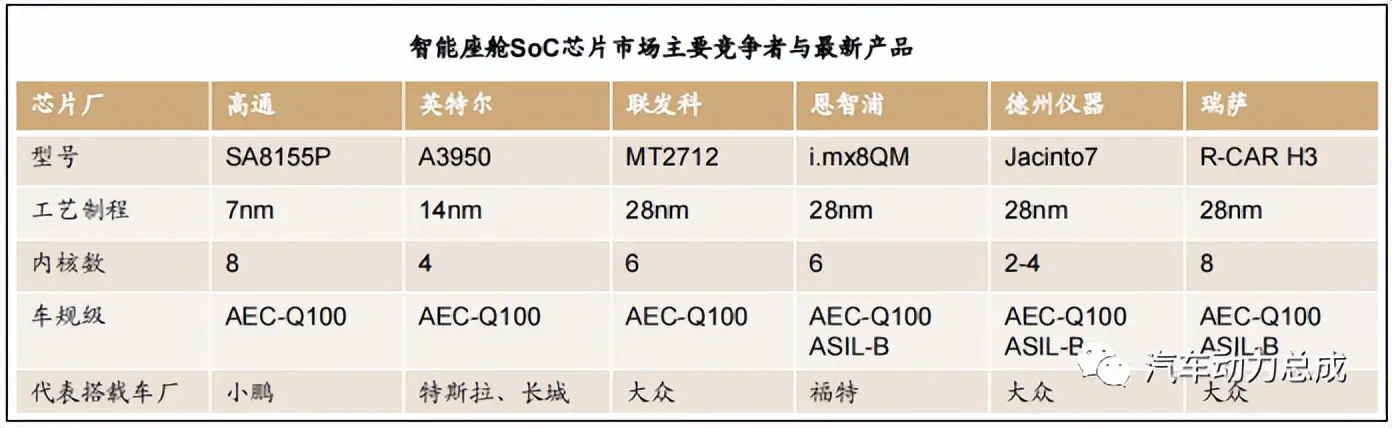 智能座舱SoC芯片市场主要竞争者与最新产品
芯片厂 高通 英特尔 联发科 恩智浦 德州仪器 瑞萨
型号 SA8155P A3950 MT2712 i.mx8QM Jacinto7 R-CAR H3
工艺制程 7nm 14nm 28nm 28nm 28nm 28nm
内核数 8 4 6 6 2-4 8
车规级 AEC-Q100 AEC-Q100 AEC-Q100 AEC-Q100 AEC-Q100 AEC-Q100
ASIL-B ASIL-B ASIL-B
代表搭载车厂 小鹏 特斯拉、长城 大众 福特 大众 大众
汽车动力总成